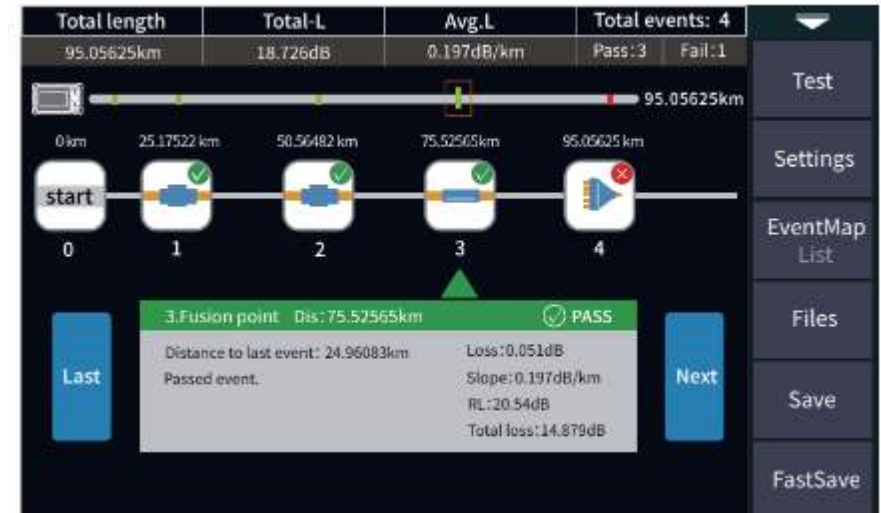 Total length Total-L Avg.L Total events: 4
95.05625km 18.726dB 0.197dB/km Pass:3 Fail:1
95.05625km
0km 25.17522 km 50.56482 km 75.52565km 95.05625 km
start
0 1 2 3 4
3.Fusion point Dis:75.52565km PASS
Distance to last event: 24.96083km Loss:0.051dB
Passed event. Slope:0.197dB/km
RL:20.54dB
Total loss:14.879dB
Last
Next
Test
Settings
EventMap
List
Files
Save
FastSave